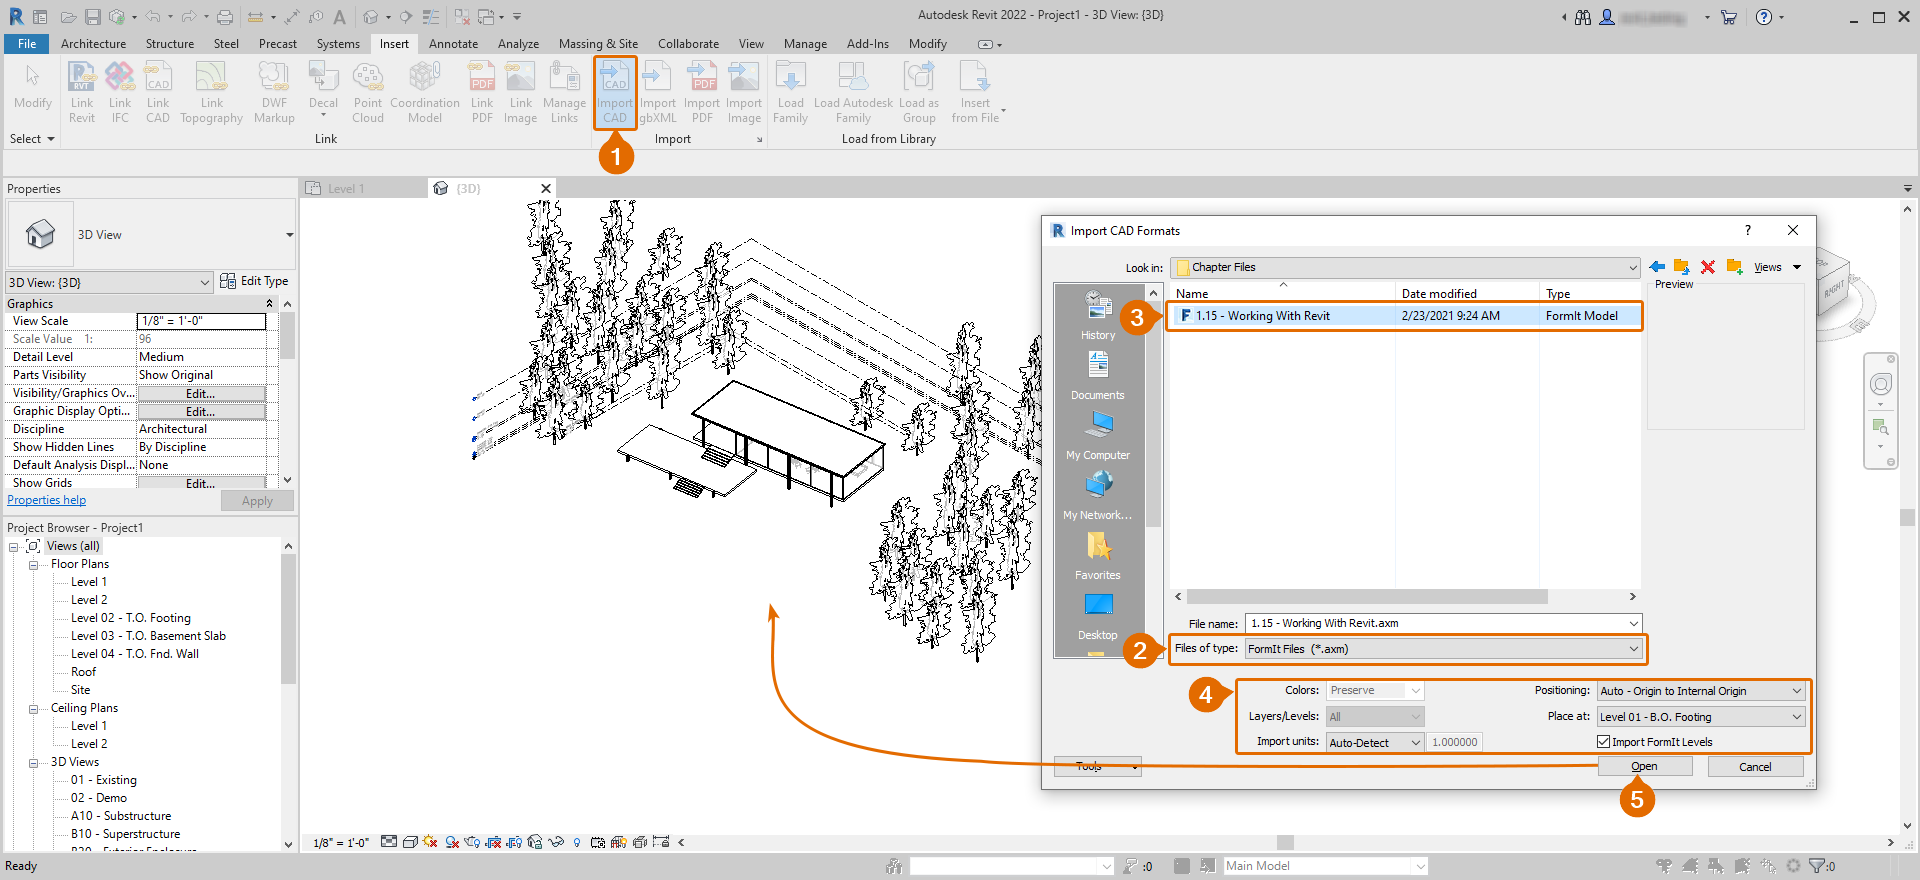 Autodesk Revit 2022 - Project1 - 3D View: {3D}
File Architecture Structure Steel Precast Systems Insert Annotate Analyze Massing & Site Collaborate View Manage Add-Ins Modify
Modify
Link Revit
Link IFC
Link CAD
Link Topography
DWF Markup
Decal
Point Cloud
Coordination Model
Link PDF
Link Image
Manage Links
Import CAD
Import gbXML
Import PDF
Import Image
Load Family
Load Autodesk Family
Load as Group
Insert from File
Select Link Import Load from Library
1
Properties
Level 1
{3D}
3D View
3D View: {3D} Edit Type
Graphics
View Scale 1/8" = 1'-0"
Scale Value 1: 96
Detail Level Medium
Parts Visibility Show Original
Visibility/Graphics Ov... Edit...
Graphic Display Opti... Edit...
Discipline Architectural
Show Hidden Lines By Discipline
Default Analysis Displ... None
Show Grids Edit...
Properties help Apply
Project Browser - Project1
Views (all)
Floor Plans
Level 1
Level 2
Level 02 - T.O. Footing
Level 03 - T.O. Basement Slab
Level 04 - T.O. Fnd. Wall
Roof
Site
Ceiling Plans
Level 1
Level 2
3D Views
01 - Existing
02 - Demo
A10 - Substructure
B10 - Superstructure
B20 - Exterior Enclosure
Import CAD Formats
Look in: Chapter Files Views
Name Date modified Type
Preview
3
1.15 - Working With Revit 2/23/2021 9:24 AM FormIt Model
History
Documents
My Computer
My Network...
Favorites
Desktop
RIGHT
File name: 1.15 - Working With Revit.axm
2
Files of type: FormIt Files (*.axm)
4
Colors: Preserve Positioning: Auto - Origin to Internal Origin
Layers/Levels: All Place at: Level 01 - B.O. Footing
Import units: Auto-Detect 1.000000 Import FormIt Levels
Tools Open Cancel
5
1/8" = 1'-0"
Ready :0 Main Model :0